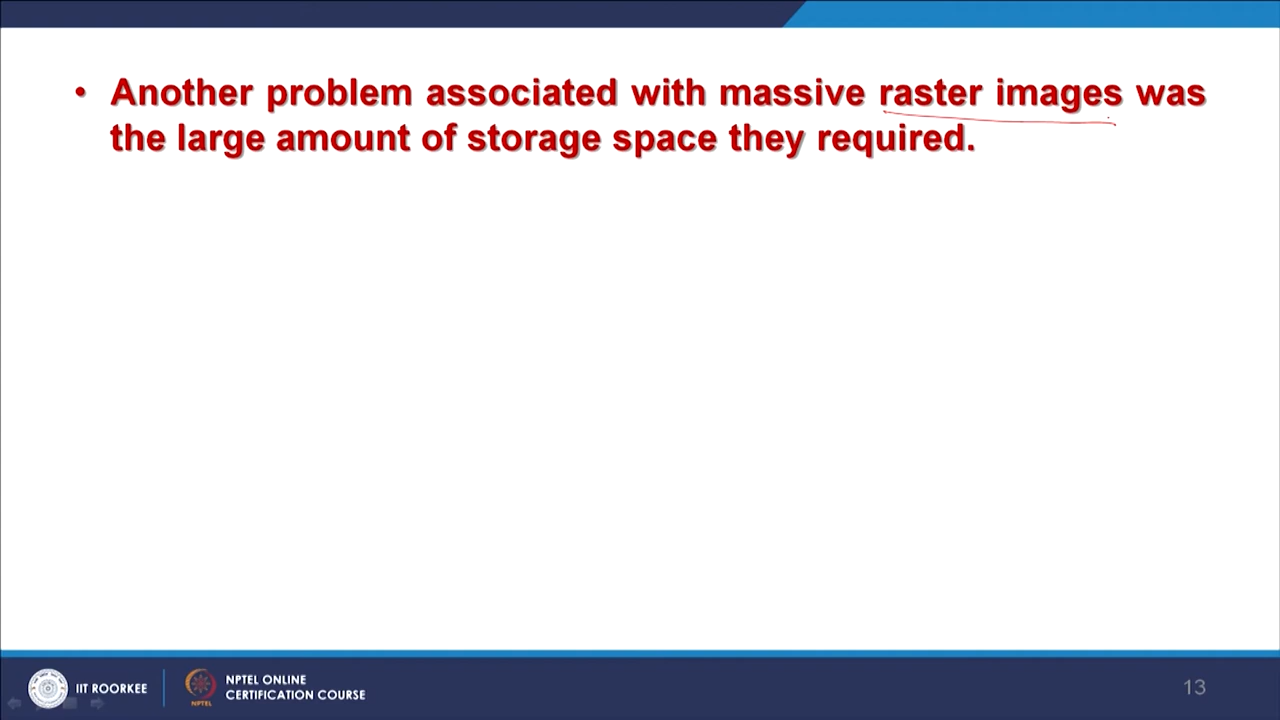 • Another problem associated with massive raster images was
the large amount of storage space they required.
IIT ROORKEE
NPTEL
NPTEL ONLINE
CERTIFICATION COURSE
13